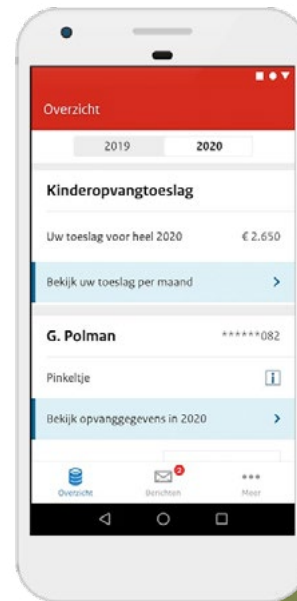 Overzicht
2019 2020
Kinderopvangtoeslag
Uw toeslag voor heel 2020 € 2.650
Bekijk uw toeslag per maand >
G. Polman ******082
Pinkeltje i
Bekijk opvanggegevens in 2020 >
2
Overzicht Berichten Meer